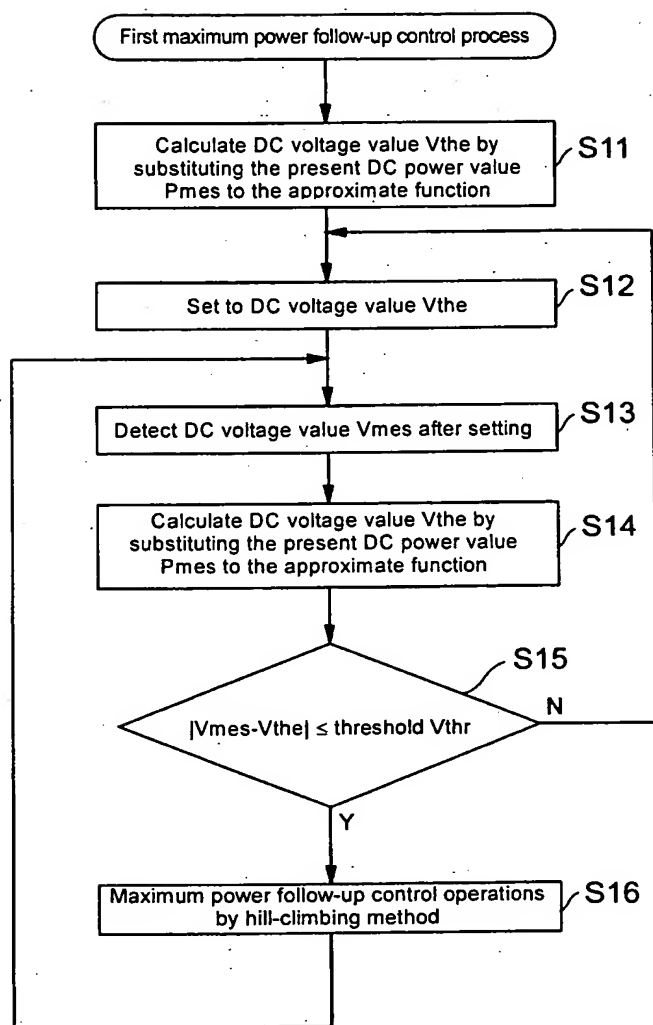 First maximum power follow-up control process
Calculate DC voltage value Vthe by
substituting the present DC power value
Pmes to the approximate function
S11
Set to DC voltage value Vthe
S12
Detect DC voltage value Vmes after setting
S13
Calculate DC voltage value Vthe by
substituting the present DC power value
Pmes to the approximate function
S14
|Vmes-Vthe| ≤ threshold Vthr
S15
N
Y
Maximum power follow-up control operations
by hill-climbing method
S16